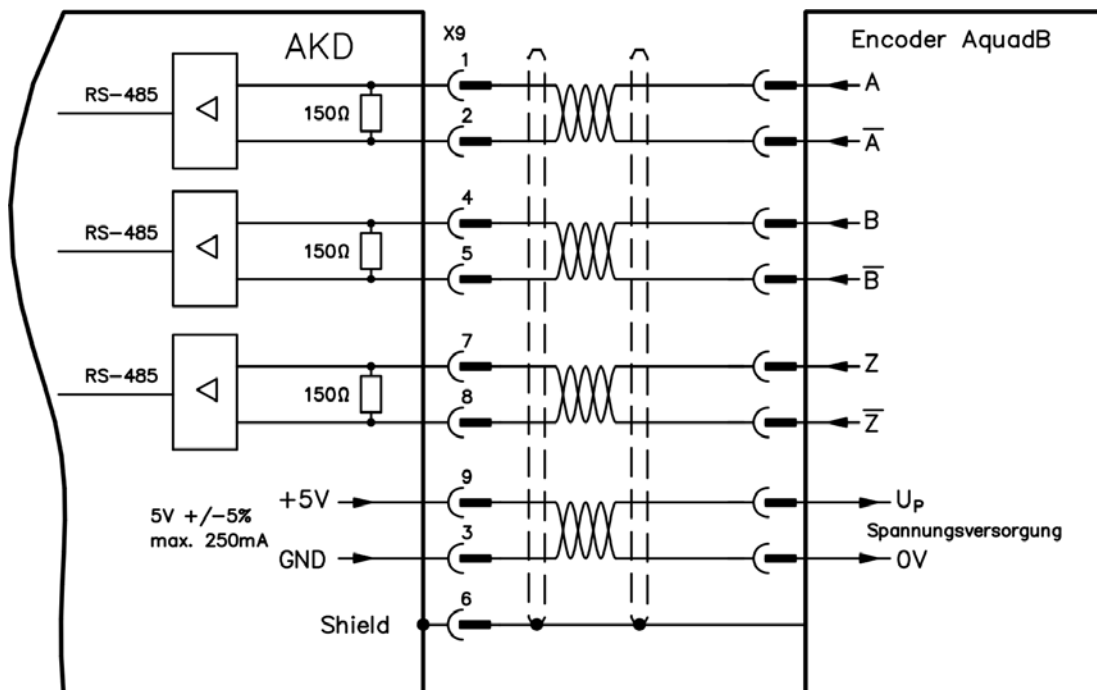 AKD
X9
Encoder AquadB
RS-485
150Ω
1
2
A
A̅
RS-485
150Ω
4
5
B
B̅
RS-485
150Ω
7
8
Z
Z̅
5V +/-5%
max. 250mA
+5V
GND
9
3
U_P
Spannungsversorgung
0V
Shield
6